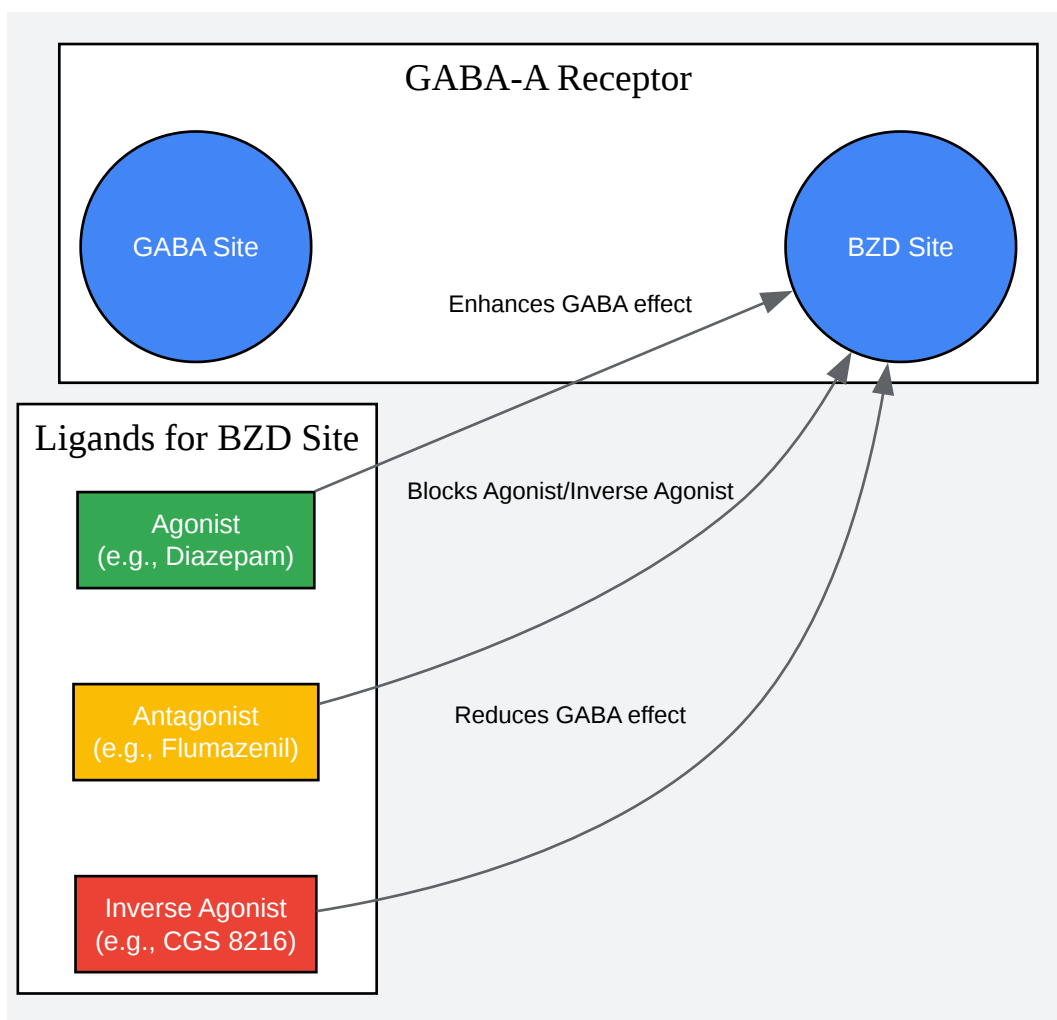 GABA-A Receptor
GABA Site
BZD Site
Enhances GABA effect
Ligands for BZD Site
Agonist
(e.g., Diazepam)
Blocks Agonist/Inverse Agonist
Antagonist
(e.g., Flumazenil)
Reduces GABA effect
Inverse Agonist
(e.g., CGS 8216)